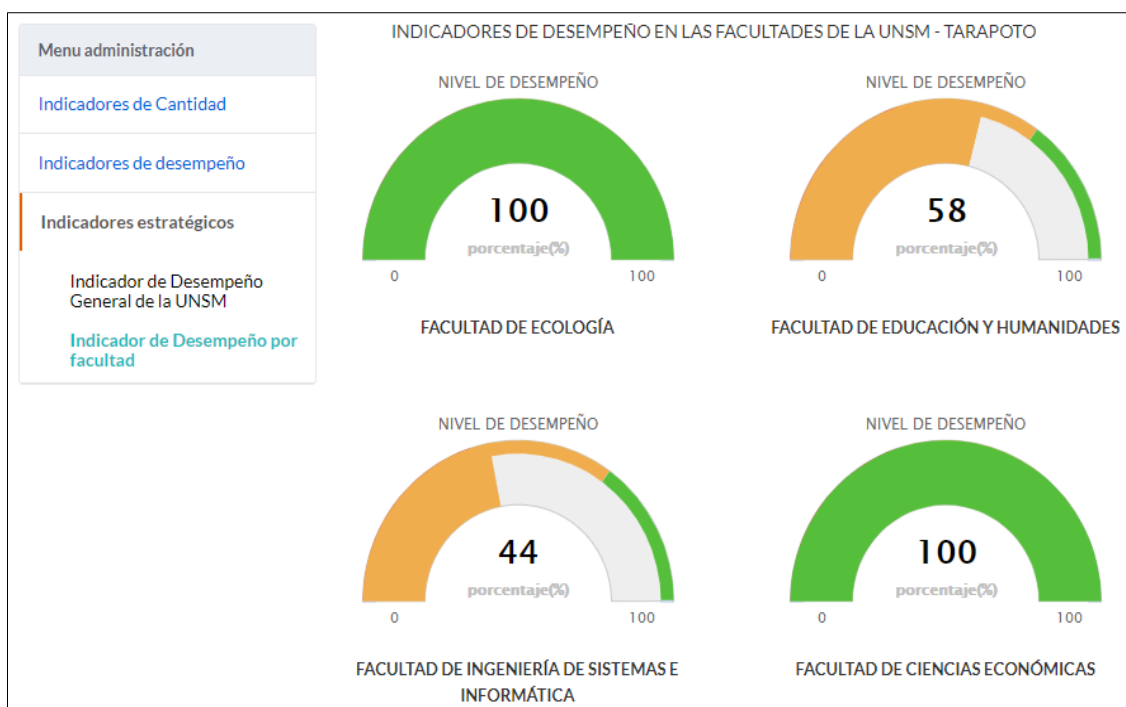 Menu administración
Indicadores de Cantidad
Indicadores de desempeño
Indicadores estratégicos
Indicador de Desempeño
General de la UNSM
Indicador de Desempeño por
facultad
INDICADORES DE DESEMPEÑO EN LAS FACULTADES DE LA UNSM - TARAPOTO
NIVEL DE DESEMPEÑO
100
porcentaje(%)
0
100
FACULTAD DE ECOLOGÍA
NIVEL DE DESEMPEÑO
58
porcentaje(%)
0
100
FACULTAD DE EDUCACIÓN Y HUMANIDADES
NIVEL DE DESEMPEÑO
44
porcentaje(%)
0
100
FACULTAD DE INGENIERÍA DE SISTEMAS E
INFORMÁTICA
NIVEL DE DESEMPEÑO
100
porcentaje(%)
0
100
FACULTAD DE CIENCIAS ECONÓMICAS